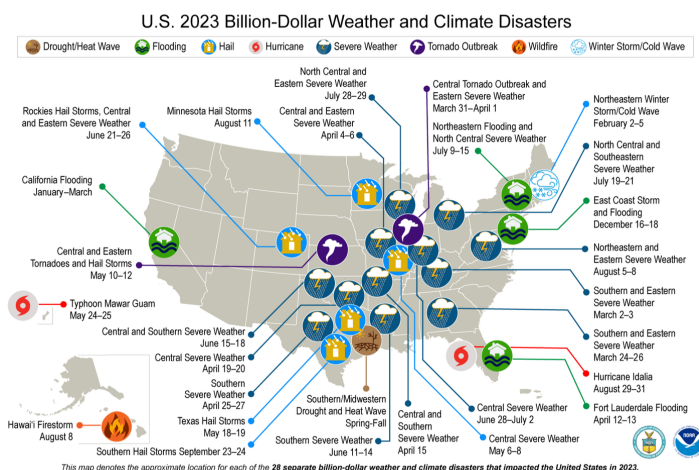 U.S. 2023 Billion-Dollar Weather and Climate Disasters
Drought/Heat Wave
Flooding
Hail
Hurricane
Severe Weather
Tornado Outbreak
Wildfire
Winter Storm/Cold Wave
North Central and
Eastern Severe Weather
July 28–29
Central Tornado Outbreak and
Eastern Severe Weather
March 31–April 1
Rockies Hail Storms, Central
and Eastern Severe Weather
June 21–26
Minnesota Hail Storms
August 11
Central and Eastern
Severe Weather
April 4–6
Northeastern Flooding and
North Central Severe Weather
July 9–15
Northeastern Winter
Storm/Cold Wave
February 2–5
North Central and
Southeastern
Severe Weather
July 19–21
California Flooding
January–March
East Coast Storm
and Flooding
December 16–18
Central and Eastern
Tornadoes and Hail Storms
May 10–12
Northeastern and
Eastern Severe Weather
August 5–8
Typhoon Mawar Guam
May 24–25
Southern and Eastern
Severe Weather
March 2–3
Central and Southern Severe Weather
June 15–18
Southern and Eastern
Severe Weather
March 24–26
Central Severe Weather
April 19–20
Hurricane Idalia
August 29–31
Southern
Severe Weather
April 25–27
Southern/Midwestern
Drought and Heat Wave
Spring-Fall
Fort Lauderdale Flooding
April 12–13
Hawai'i Firestorm
August 8
Texas Hail Storms
May 18–19
Central and
Southern
Severe Weather
April 15
Central Severe Weather
June 28–July 2
Southern Hail Storms September 23–24
Southern Severe Weather
June 11–14
Central Severe Weather
May 6–8
NOAA
This map denotes the approximate location for each of the 28 separate billion-dollar weather and climate disasters that impacted the United States in 2023.